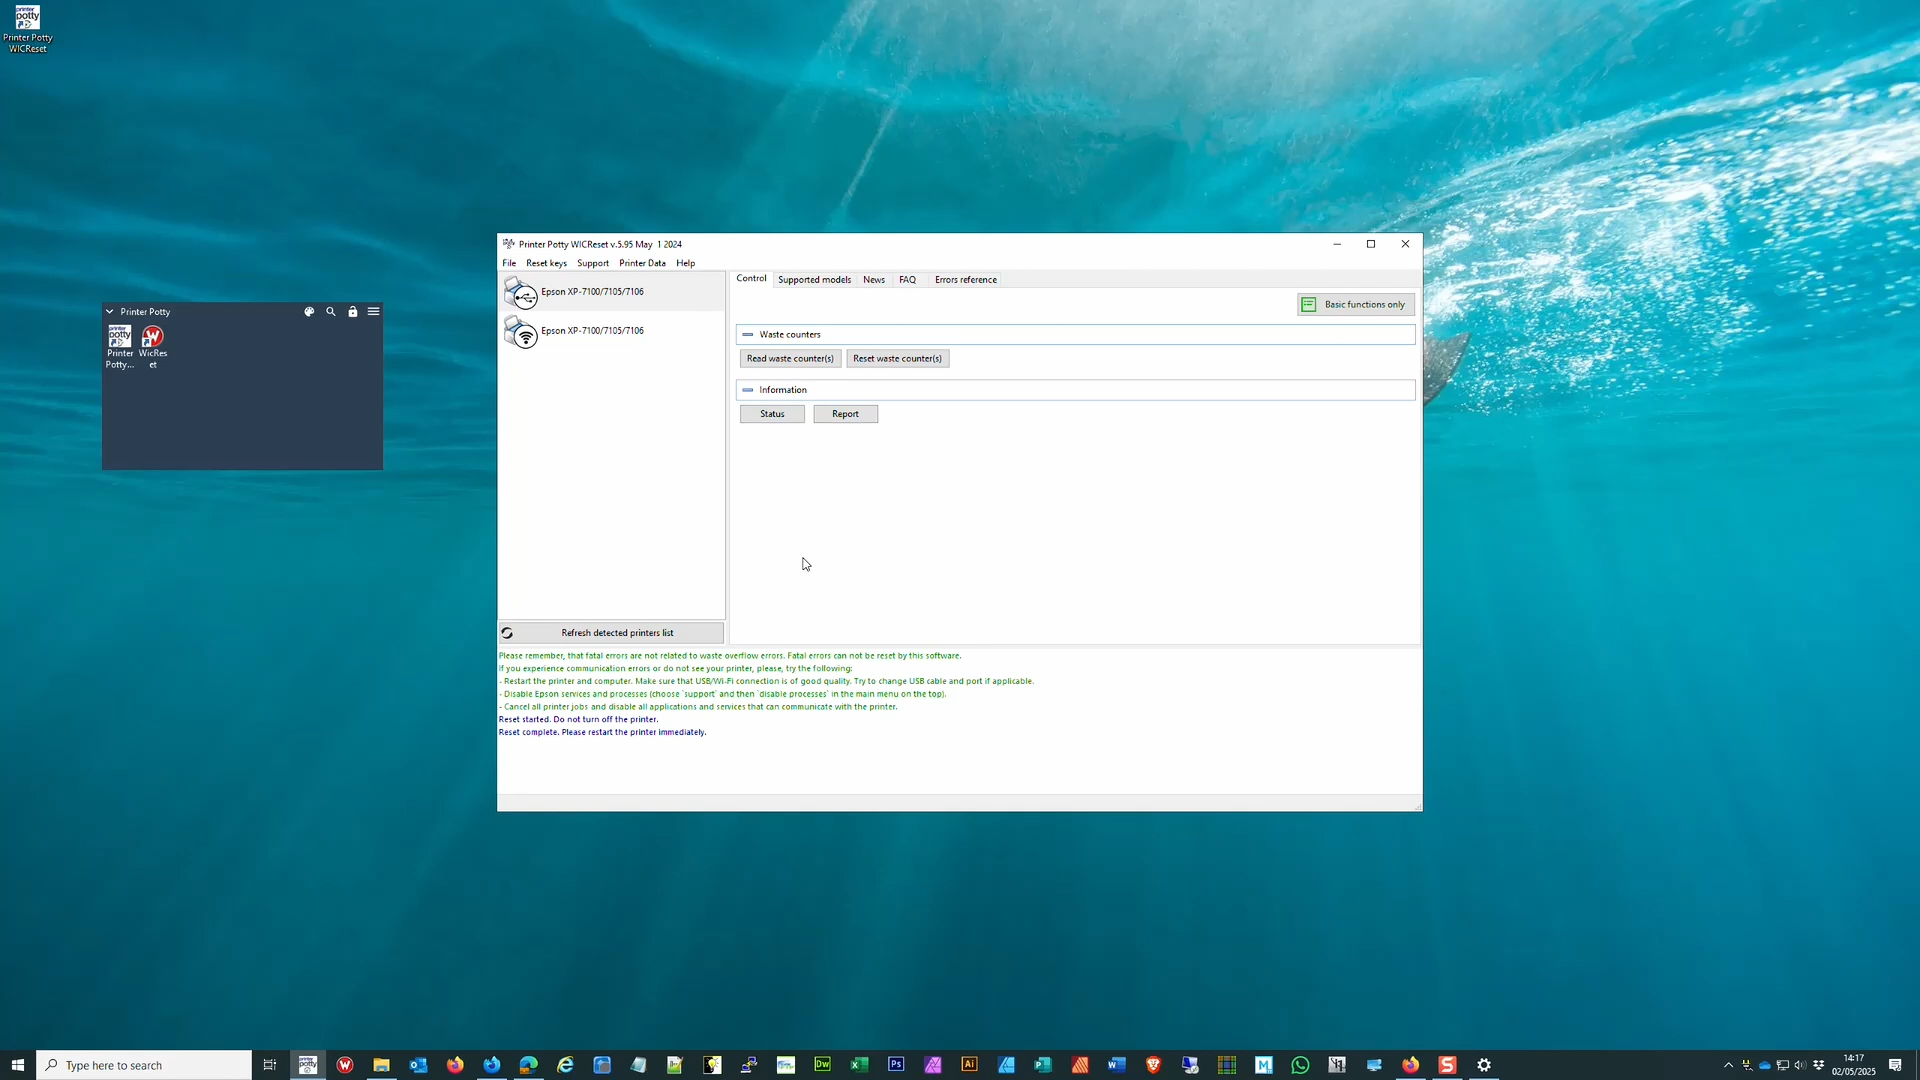 Printer Potty
WICReset
Printer Potty
Printer
Potty...
WicRes
et
Printer Potty WICReset v.5.95 May 1 2024
File Reset keys Support Printer Data Help
Epson XP-7100/7105/7106
Epson XP-7100/7105/7106
Refresh detected printers list
Control Supported models News FAQ Errors reference
Basic functions only
Waste counters
Read waste counter(s) Reset waste counter(s)
Information
Status Report
Please remember, that fatal errors are not related to waste overflow errors. Fatal errors can not be reset by this software.
If you experience communication errors or do not see your printer, please, try the following:
- Restart the printer and computer. Make sure that USB/Wi-Fi connection is of good quality. Try to change USB cable and port if applicable.
- Disable Epson services and processes (choose `support` and then `disable processes` in the main menu on the top).
- Cancel all printer jobs and disable all applications and services that can communicate with the printer.
Reset started. Do not turn off the printer.
Reset complete. Please restart the printer immediately.
Type here to search
14:17
02/05/2025